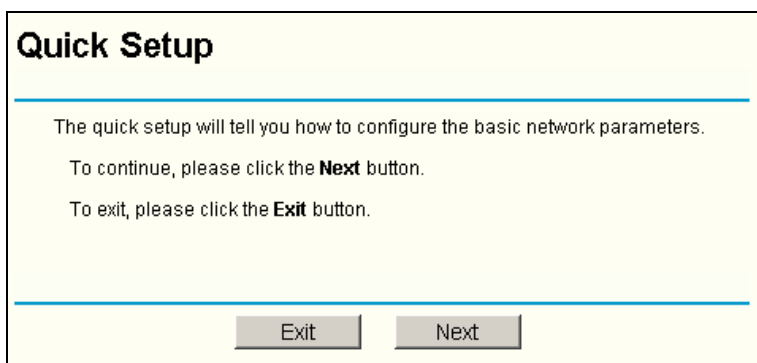 Quick Setup
The quick setup will tell you how to configure the basic network parameters.
To continue, please click the Next button.
To exit, please click the Exit button.
Exit Next